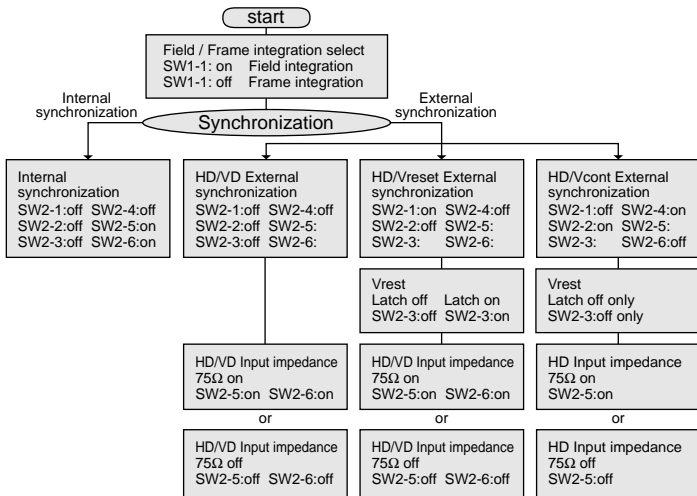 start
Field / Frame integration select
SW1-1: on Field integration
SW1-1: off Frame integration
Internal
synchronization
External
synchronization
Synchronization
Internal
synchronization
SW2-1:off SW2-4:off
SW2-2:off SW2-5:on
SW2-3:off SW2-6:on
HD/VD External
synchronization
SW2-1:off SW2-4:off
SW2-2:off SW2-5:
SW2-3:off SW2-6:
HD/Vreset External
synchronization
SW2-1:on SW2-4:off
SW2-2:off SW2-5:
SW2-3: SW2-6:
HD/Vcont External
synchronization
SW2-1:off SW2-4:on
SW2-2:on SW2-5:
SW2-3: SW2-6:off
Vrest
Latch off Latch on
SW2-3:off SW2-3:on
Vrest
Latch off only
SW2-3:off only
HD/VD Input impedance
75Ω on
SW2-5:on SW2-6:on
HD/VD Input impedance
75Ω on
SW2-5:on SW2-6:on
HD Input impedance
75Ω on
SW2-5:on
or
or
or
HD/VD Input impedance
75Ω off
SW2-5:off SW2-6:off
HD/VD Input impedance
75Ω off
SW2-5:off SW2-6:off
HD Input impedance
75Ω off
SW2-5:off